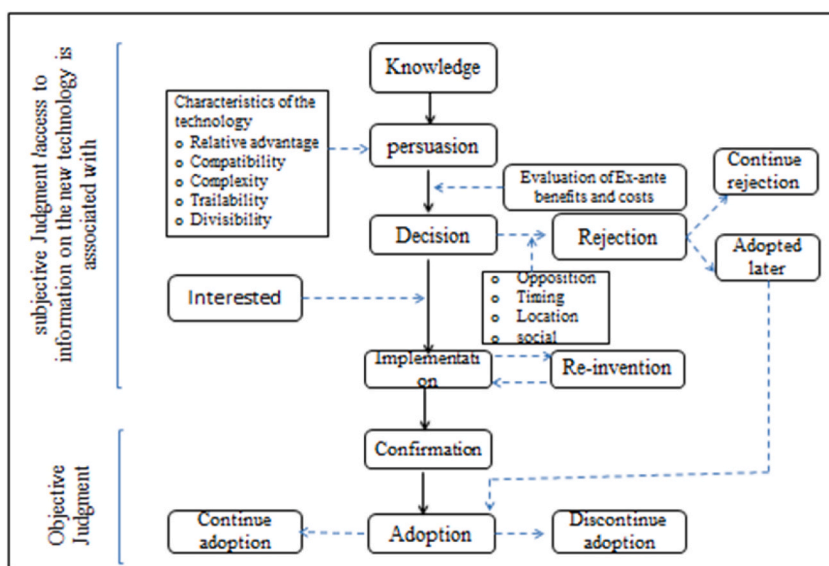 subjective Judgment /access to
information on the new technology is
associated with
Knowledge
Characteristics of the
technology
Relative advantage
Compatibility
Complexity
Trailability
Divisibility
persuasion
Evaluation of Ex-ante
benefits and costs
Continue
rejection
Decision
Rejection
Adopted
later
Interested
Opposition
Timing
Location
social
Implementati
on
Re-invention
Objective
Judgment
Confirmation
Continue
adoption
Adoption
Discontinue
adoption